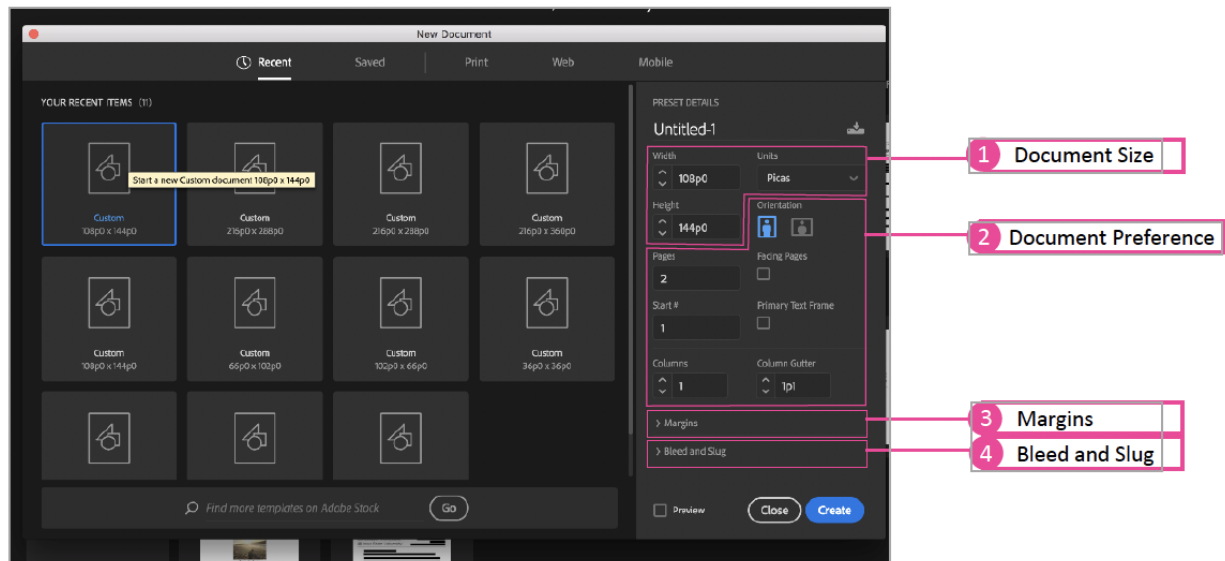 New Document
Recent Saved Print Web Mobile
YOUR RECENT ITEMS (11)
Custom
108p0 x 144p0
Custom
216p0 x 288p0
Custom
216p0 x 288p0
Custom
216p0 x 360p0
Start a new Custom document 108p0 x 144p0
Custom
108p0 x 144p0
Custom
66p0 x 102p0
Custom
102p0 x 66p0
Custom
36p0 x 36p0
Find more templates on Adobe Stock Go
PRESET DETAILS
Untitled-1
Width Units
108p0 Picas
Height Orientation
144p0
Pages Facing Pages
2
Start # Primary Text Frame
1
Columns Column Gutter
1 1p1
> Margins
> Bleed and Slug
Preview Close Create
1 Document Size
2 Document Preference
3 Margins
4 Bleed and Slug